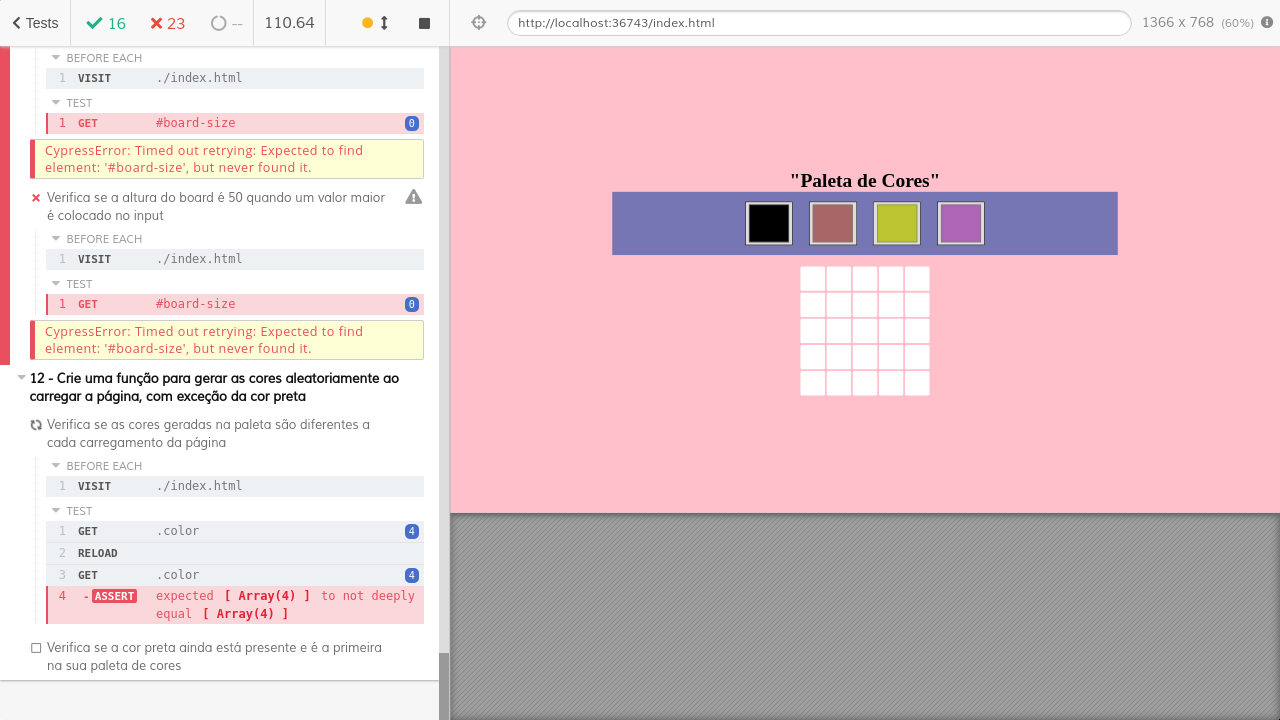 Tests 16 23 -- 110.64
http://localhost:36743/index.html 1366 x 768 (60%)
BEFORE EACH
1 VISIT ./index.html
TEST
1 GET #board-size 0
CypressError: Timed out retrying: Expected to find
element: '#board-size', but never found it.
Verifica se a altura do board é 50 quando um valor maior
é colocado no input
BEFORE EACH
1 VISIT ./index.html
TEST
1 GET #board-size 0
CypressError: Timed out retrying: Expected to find
element: '#board-size', but never found it.
12 - Crie uma função para gerar as cores aleatoriamente ao
carregar a página, com exceção da cor preta
Verifica se as cores geradas na paleta são diferentes a
cada carregamento da página
BEFORE EACH
1 VISIT ./index.html
TEST
1 GET .color 4
2 RELOAD
3 GET .color 4
4 -ASSERT expected [ Array(4) ] to not deeply
equal [ Array(4) ]
Verifica se a cor preta ainda está presente e é a primeira
na sua paleta de cores
"Paleta de Cores"